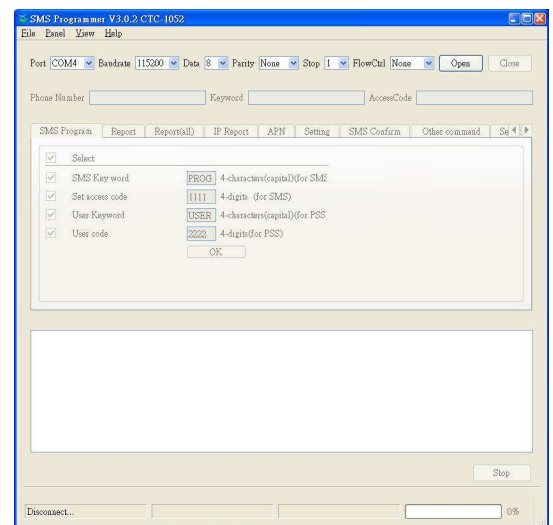 SMS Programmer V3.0.2 CTC-1052
File Panel View Help
Port COM4 Baudrate 115200 Data 8 Parity None Stop 1 FlowCtrl None Open Close
Phone Number Keyword AccessCode
SMS Program Report Report(all) IP Report APN Setting SMS Confirm Other command Se
Select
SMS Key word PROG 4-characters(capital)(for SMS
Set access code 1111 4-digits (for SMS)
User Keyword USER 4-characters(capital)(for PSS
User code 2222 4-digits(for PSS)
OK
Stop
Disconnect... 0%